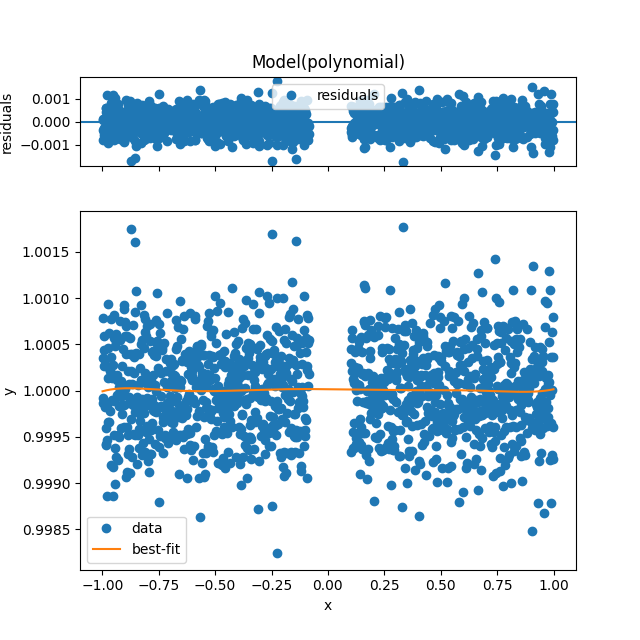 Model(polynomial)
residuals
0.001
0.000
−0.001
residuals
1.0015
1.0010
1.0005
1.0000
0.9995
0.9990
0.9985
y
data
best-fit
−1.00 −0.75 −0.50 −0.25 0.00 0.25 0.50 0.75 1.00
x